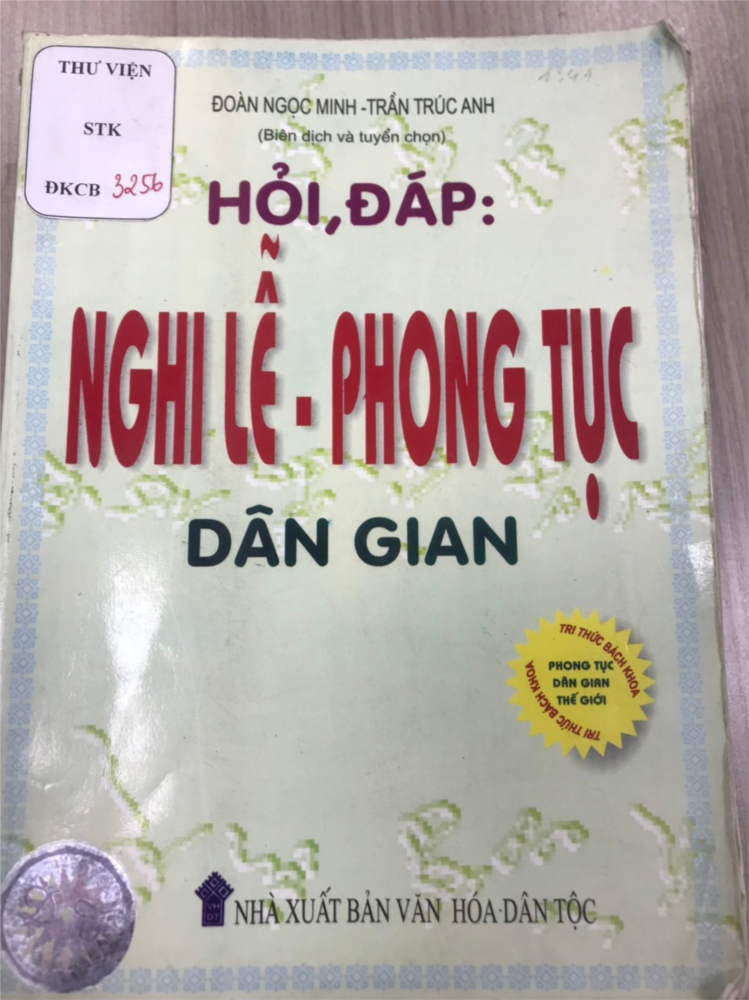 THƯ VIỆN
STK
ĐKCB 3256
ĐOÀN NGỌC MINH -TRẦN TRÚC ANH
(Biên dịch và tuyển chọn)
HỎI, ĐÁP:
NGHI LỄ - PHONG TỤC
DÂN GIAN
TRI THỨC BÁCH KHOA
PHONG TỤC
DÂN GIAN
THẾ GIỚI
TRI THỨC BÁCH KHOA
VH
DT
NHÀ XUẤT BẢN VĂN HÓA DÂN TỘC